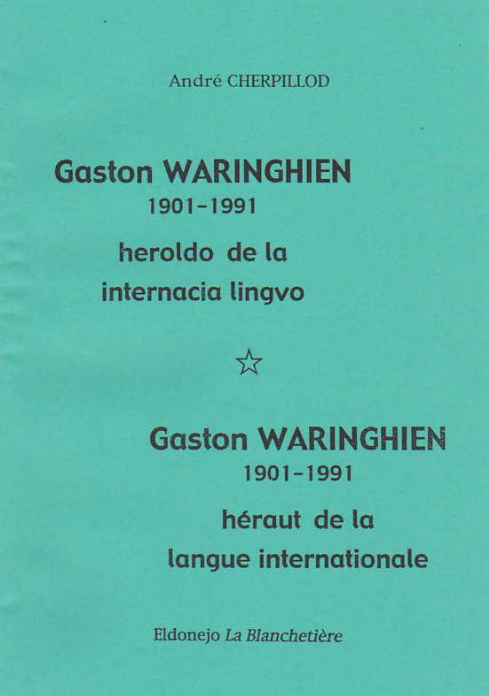 André CHERPILLOD
Gaston WARINGHIEN
1901-1991
heroldo de la
internacia lingvo
Gaston WARINGHIEN
1901-1991
héraut de la
langue internationale
Eldonejo La Blanchetière